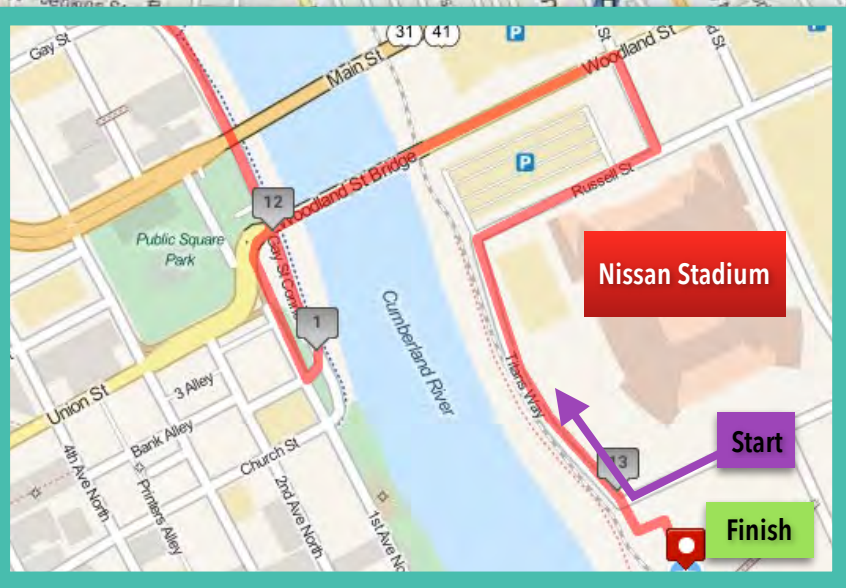 Gay St
31
41
P
St
Woodland St
Main St
P
Woodland St Bridge
Russell St
12
Public Square
Park
Gay St Conn
Nissan Stadium
1
Cumberland River
Titans Way
3 Alley
Union St
Bank Alley
Church St
4th Ave North
Printers Alley
2nd Ave North
1st Ave No
13
Start
Finish